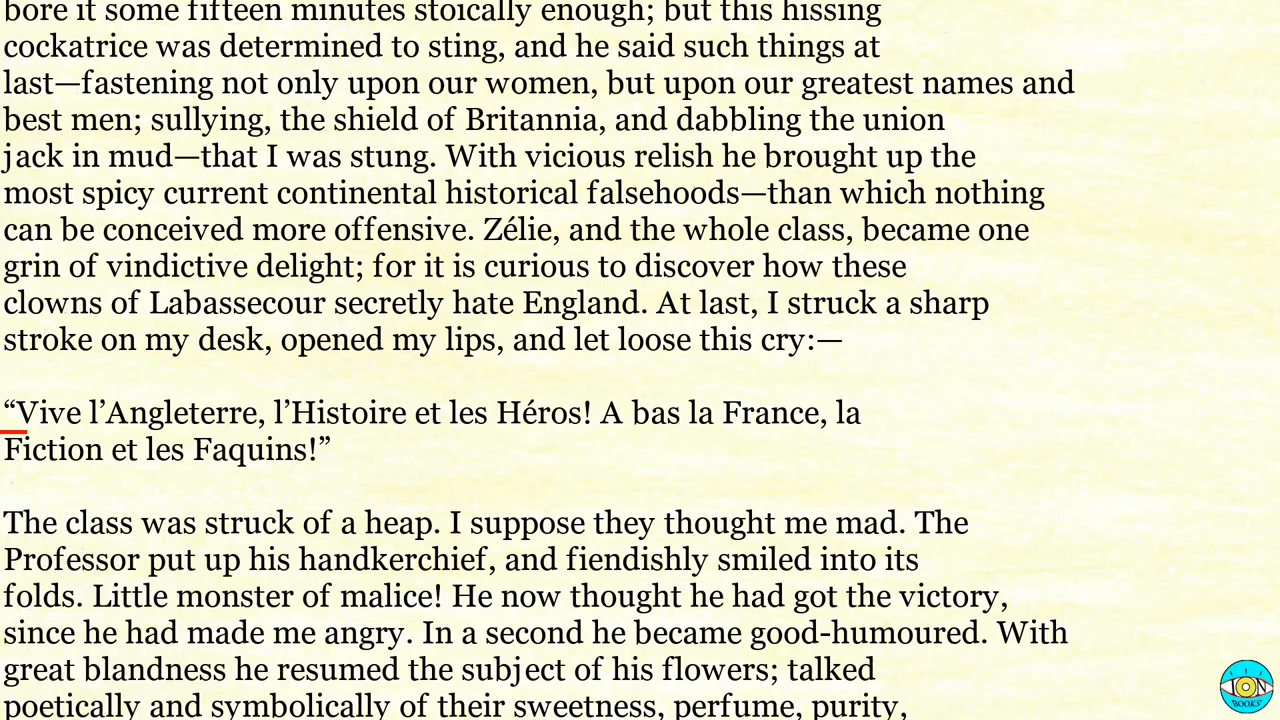 bore it some fifteen minutes stoically enough; but this hissing
cockatrice was determined to sting, and he said such things at
last—fastening not only upon our women, but upon our greatest names and
best men; sullying, the shield of Britannia, and dabbling the union
jack in mud—that I was stung. With vicious relish he brought up the
most spicy current continental historical falsehoods—than which nothing
can be conceived more offensive. Zélie, and the whole class, became one
grin of vindictive delight; for it is curious to discover how these
clowns of Labassecour secretly hate England. At last, I struck a sharp
stroke on my desk, opened my lips, and let loose this cry:—
“Vive l’Angleterre, l’Histoire et les Héros! A bas la France, la
Fiction et les Faquins!”
The class was struck of a heap. I suppose they thought me mad. The
Professor put up his handkerchief, and fiendishly smiled into its
folds. Little monster of malice! He now thought he had got the victory,
since he had made me angry. In a second he became good-humoured. With
great blandness he resumed the subject of his flowers; talked
poetically and symbolically of their sweetness, perfume, purity,
ION
BOOKS